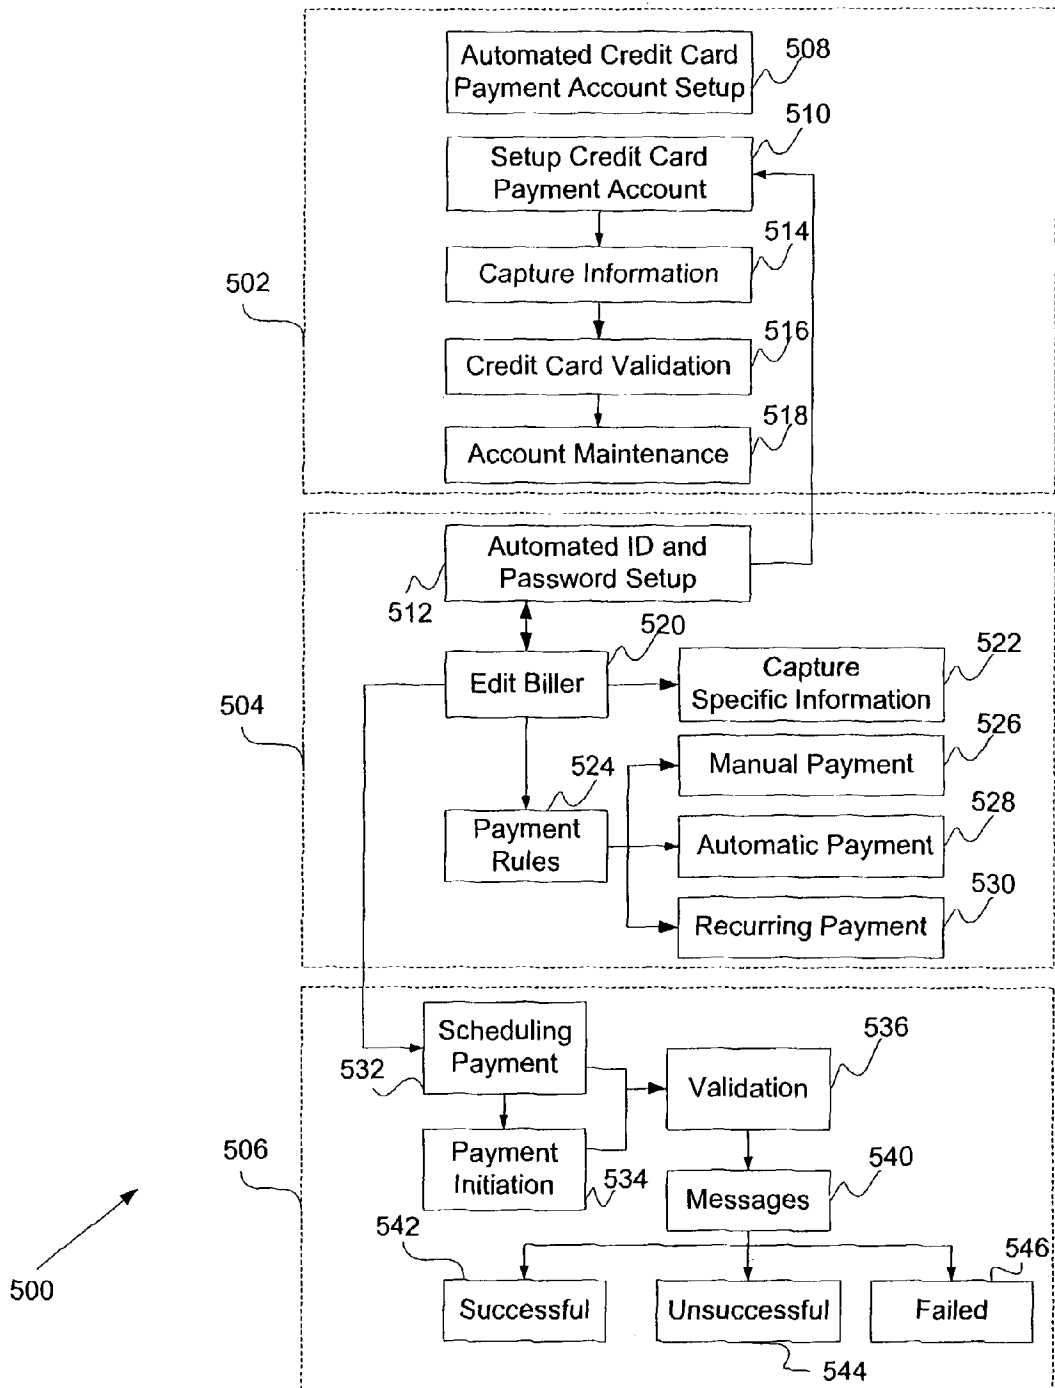 Automated Credit Card
Payment Account Setup
508
510
Setup Credit Card
Payment Account
514
Capture Information
502
516
Credit Card Validation
518
Account Maintenance
Automated ID and
Password Setup
512
520
Edit Biller
522
Capture
Specific Information
504
526
Manual Payment
524
Payment
Rules
528
Automatic Payment
530
Recurring Payment
Scheduling
Payment
532
536
Validation
506
Payment
Initiation
534
540
Messages
542
546
500
Successful
Unsuccessful
Failed
544